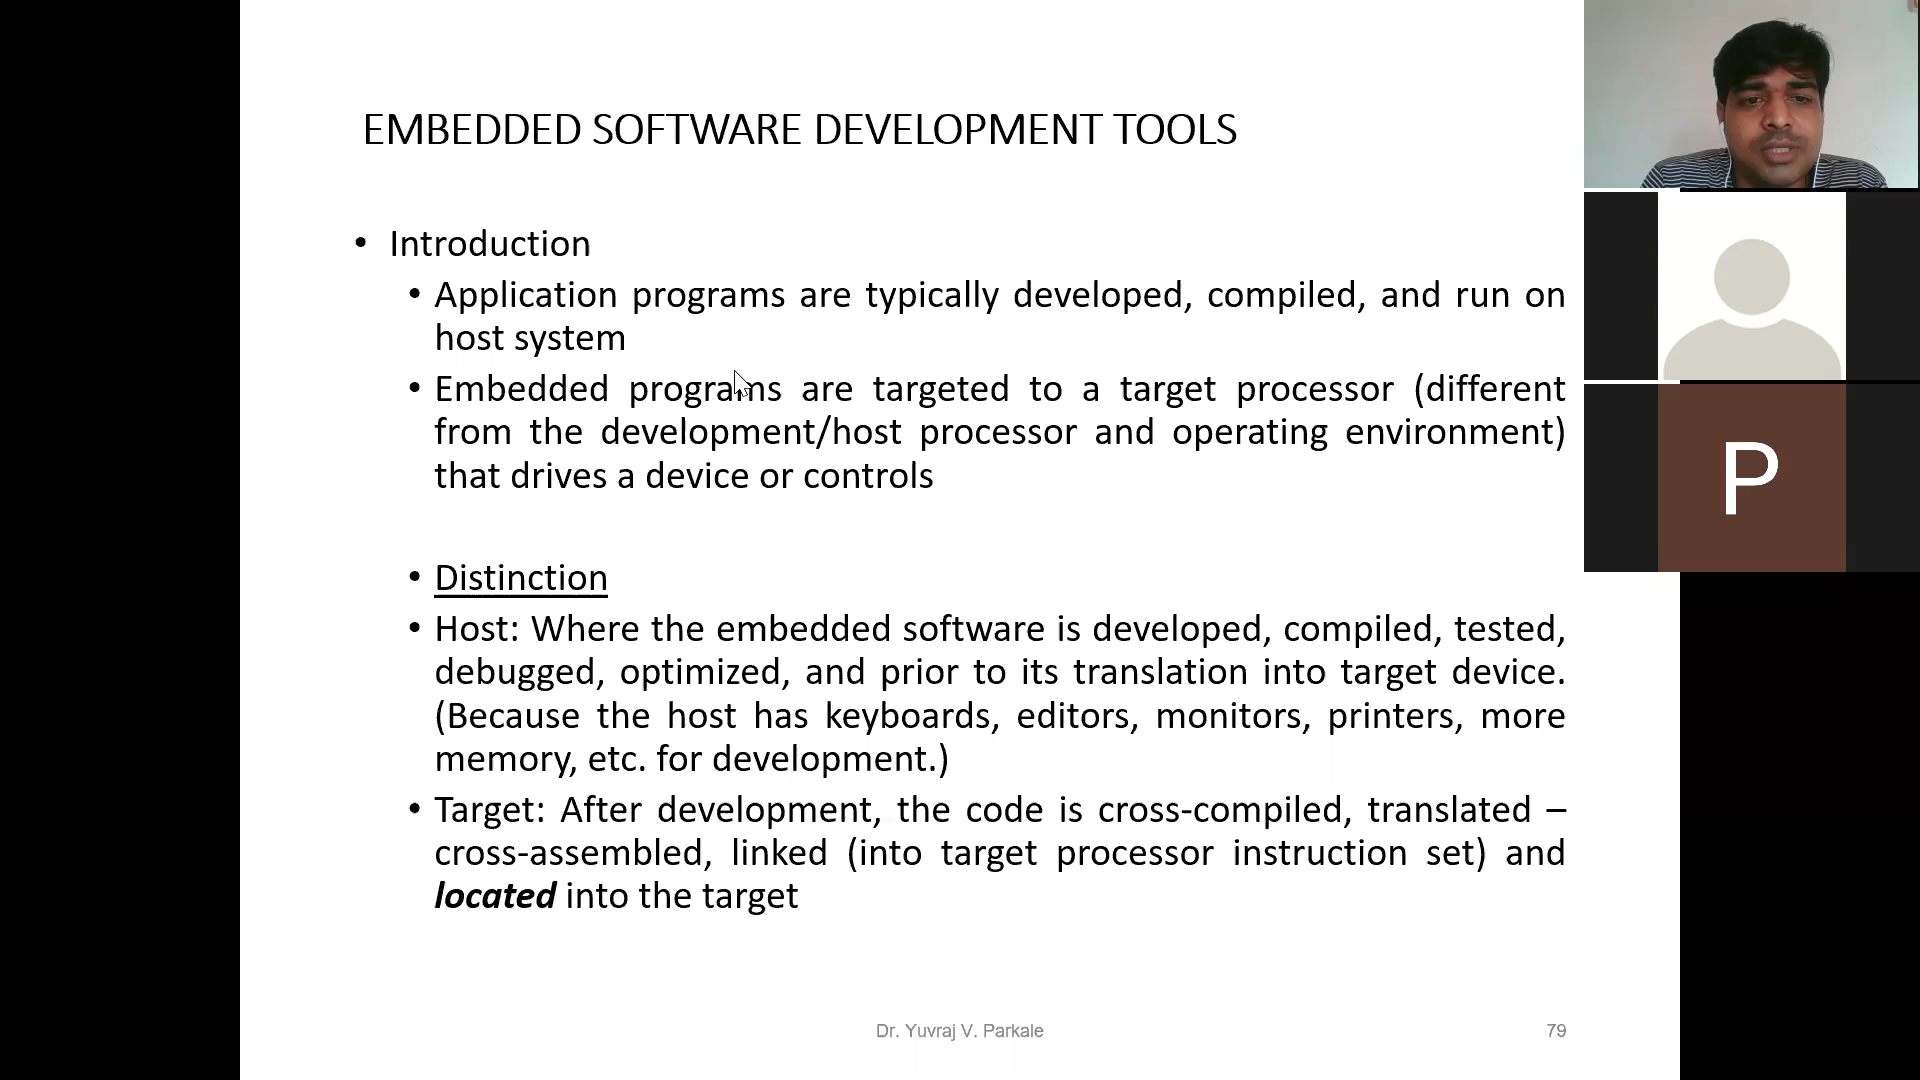 EMBEDDED SOFTWARE DEVELOPMENT TOOLS
• Introduction
• Application programs are typically developed, compiled, and run on
host system
• Embedded programs are targeted to a target processor (different
from the development/host processor and operating environment)
that drives a device or controls
• Distinction
• Host: Where the embedded software is developed, compiled, tested,
debugged, optimized, and prior to its translation into target device.
(Because the host has keyboards, editors, monitors, printers, more
memory, etc. for development.)
• Target: After development, the code is cross-compiled, translated –
cross-assembled, linked (into target processor instruction set) and
located into the target
Dr. Yuvraj V. Parkale
79
P